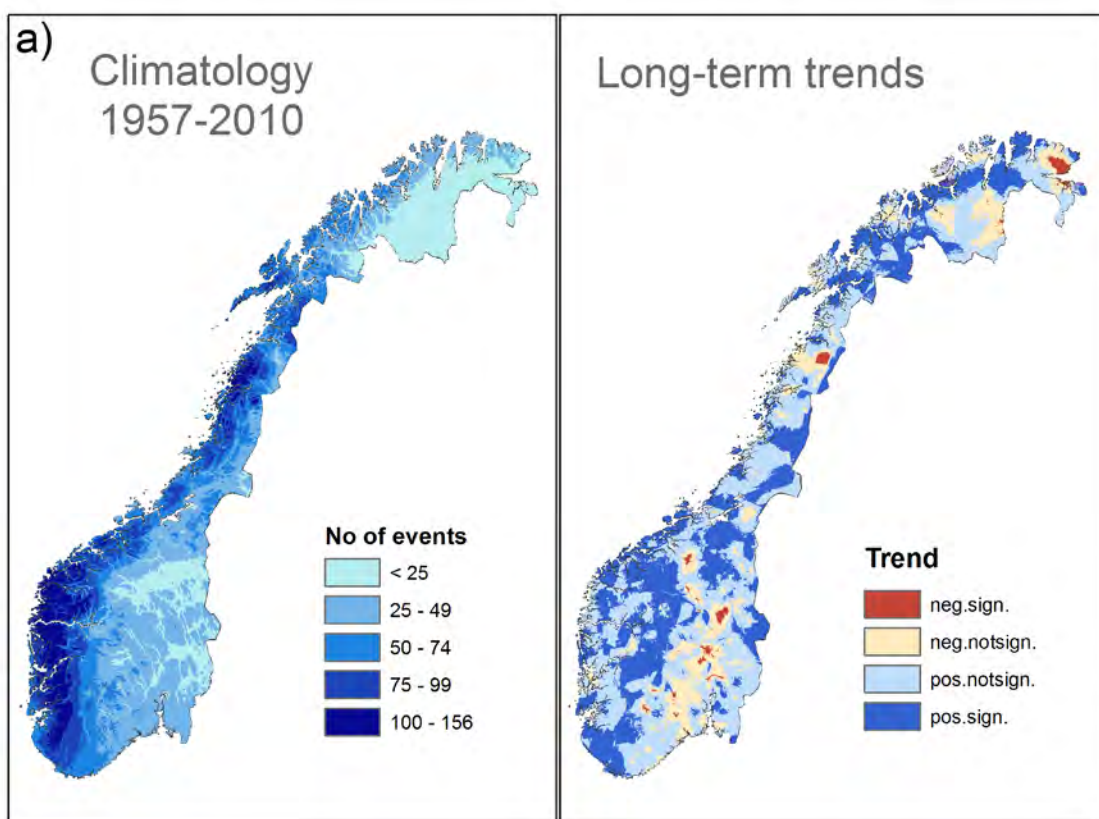 a)
Climatology
1957-2010
No of events
< 25
25 - 49
50 - 74
75 - 99
100 - 156
Long-term trends
Trend
neg.sign.
neg.notsign.
pos.notsign.
pos.sign.